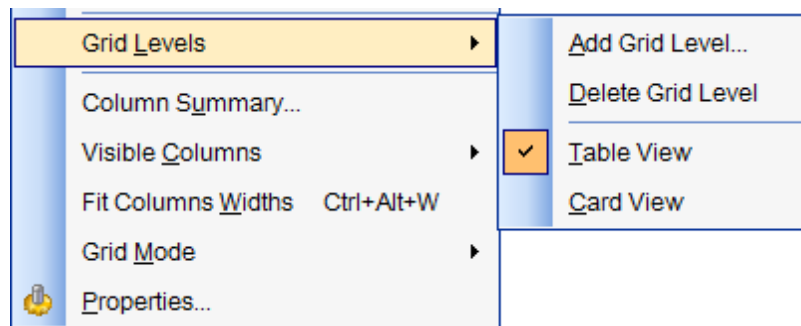 Grid Levels
Column Summary...
Visible Columns
Fit Columns Widths Ctrl+Alt+W
Grid Mode
Properties...
Add Grid Level...
Delete Grid Level
Table View
Card View